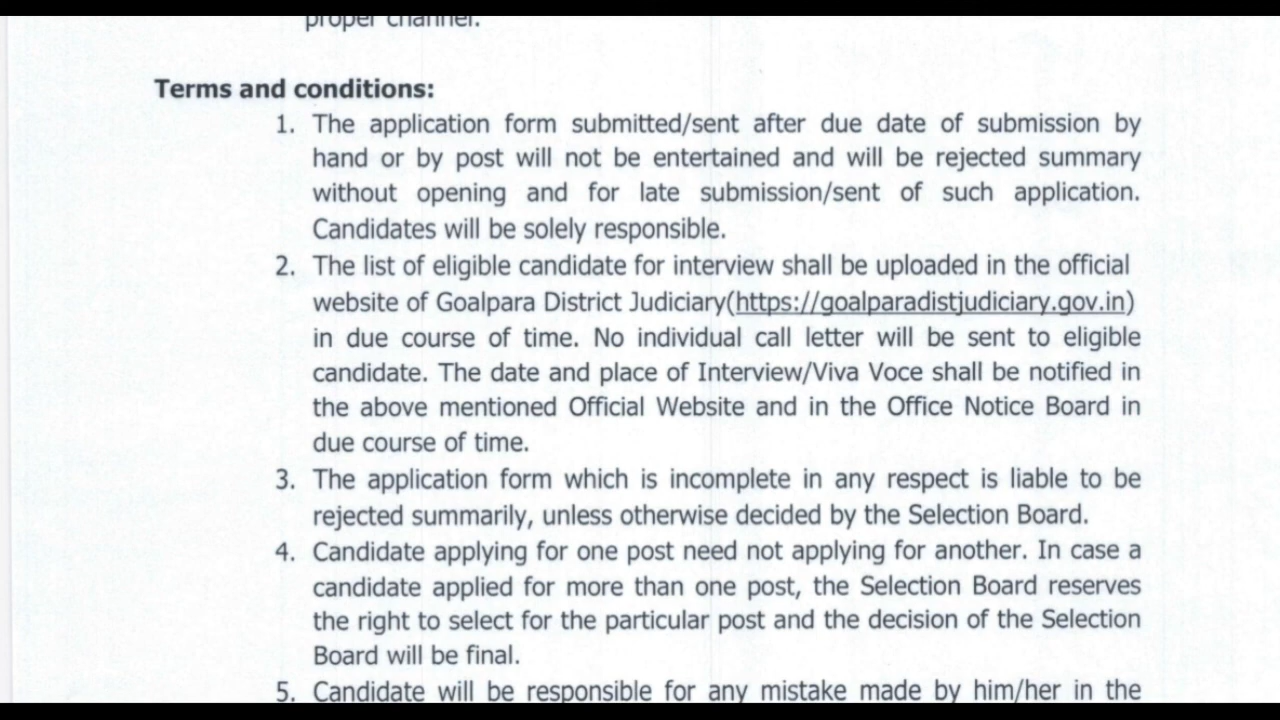 proper channel.
Terms and conditions:
1. The application form submitted/sent after due date of submission by
hand or by post will not be entertained and will be rejected summary
without opening and for late submission/sent of such application.
Candidates will be solely responsible.
2. The list of eligible candidate for interview shall be uploaded in the official
website of Goalpara District Judiciary(https://goalparadistjudiciary.gov.in)
in due course of time. No individual call letter will be sent to eligible
candidate. The date and place of Interview/Viva Voce shall be notified in
the above mentioned Official Website and in the Office Notice Board in
due course of time.
3. The application form which is incomplete in any respect is liable to be
rejected summarily, unless otherwise decided by the Selection Board.
4. Candidate applying for one post need not applying for another. In case a
candidate applied for more than one post, the Selection Board reserves
the right to select for the particular post and the decision of the Selection
Board will be final.
5. Candidate will be responsible for any mistake made by him/her in the